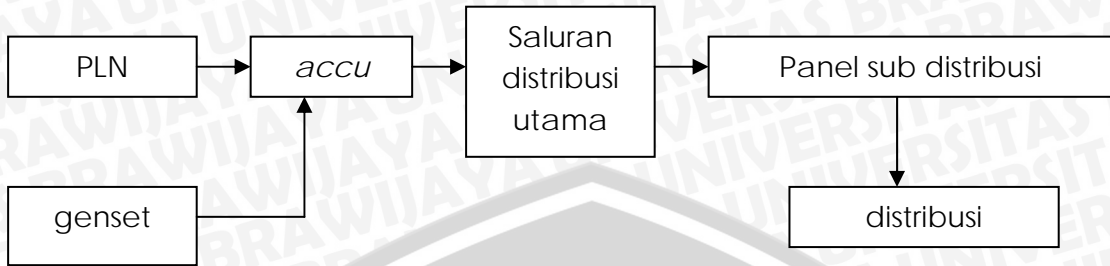 PLN
accu
Saluran
distribusi
utama
Panel sub distribusi
genset
distribusi